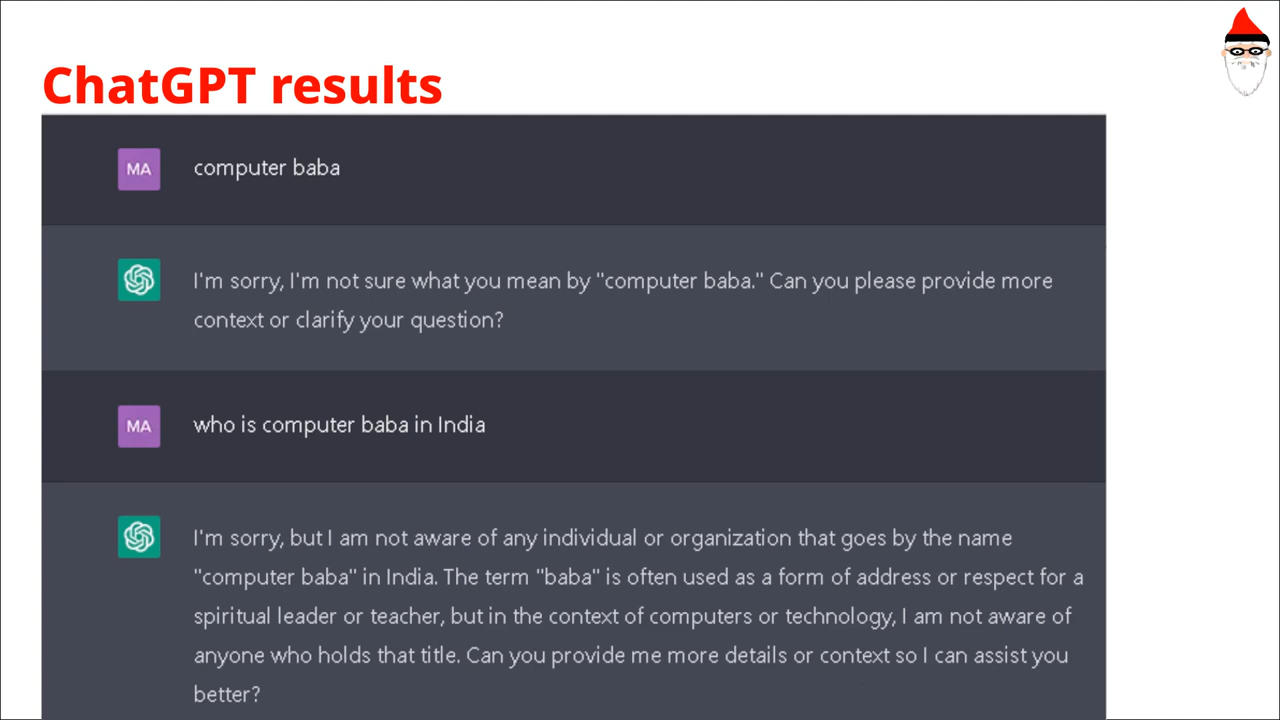 ChatGPT results
MA
computer baba
I'm sorry, I'm not sure what you mean by "computer baba." Can you please provide more
context or clarify your question?
MA
who is computer baba in India
I'm sorry, but I am not aware of any individual or organization that goes by the name
"computer baba" in India. The term "baba" is often used as a form of address or respect for a
spiritual leader or teacher, but in the context of computers or technology, I am not aware of
anyone who holds that title. Can you provide me more details or context so I can assist you
better?